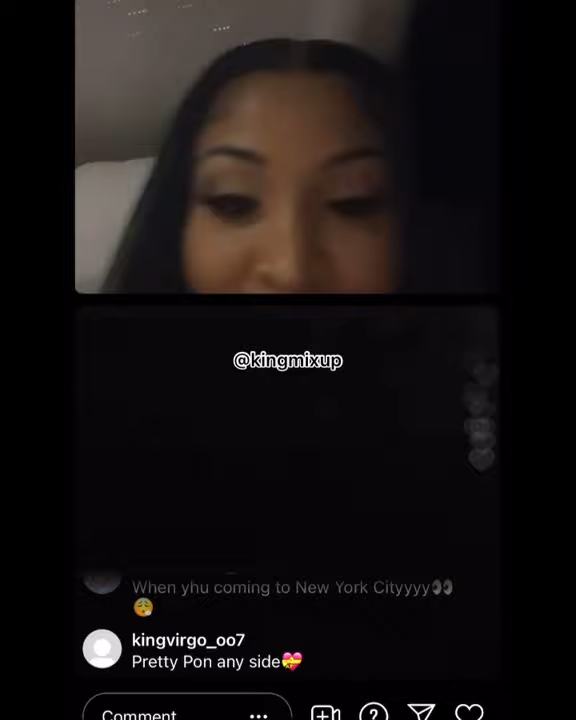 @kingmixup
When yhu coming to New York Cityyyy👀
😮‍💨
kingvirgo_oo7
Pretty Pon any side💝
Comment